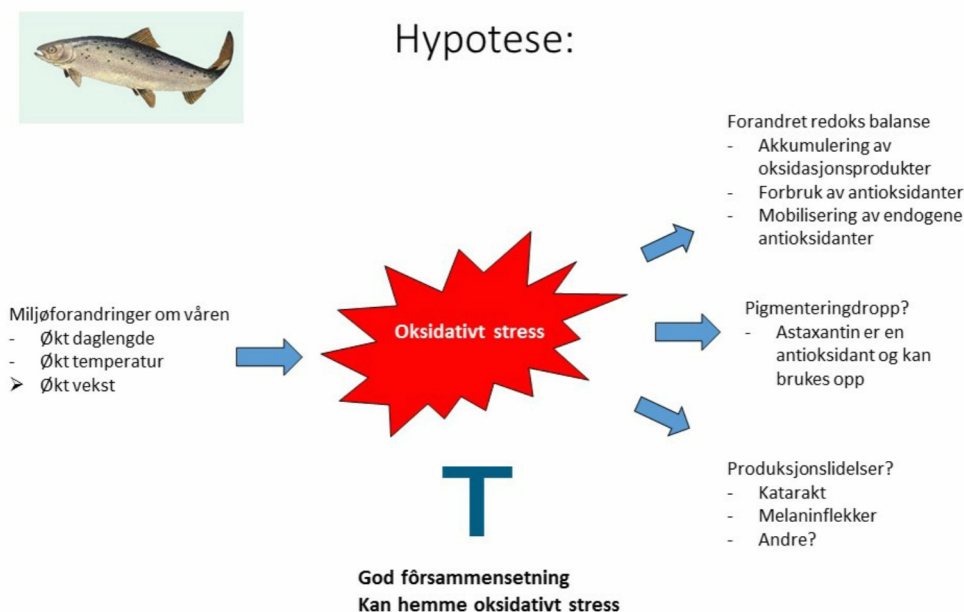 Hypotese:
Miljøforandringer om våren
- Økt daglengde
- Økt temperatur
➤ Økt vekst
Oksidativt stress
Forandret redoks balanse
- Akkumulering av
oksidasjonsprodukter
- Forbruk av antioksidanter
- Mobilisering av endogene
antioksidanter
Pigmenteringdropp?
- Astaxantin er en
antioksidant og kan
brukes opp
Produksjonslidelser?
- Katarakt
- Melaninflekker
- Andre?
God fôrsammensetning
Kan hemme oksidativt stress